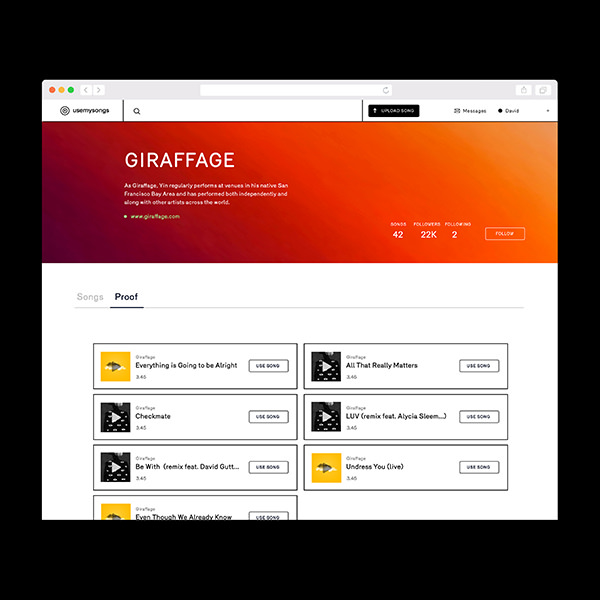 usemysongs
UPLOAD SONG
Messages
David
GIRAFFAGE
As Giraffage, Yin regularly performs at venues in his native San
Francisco Bay Area and has performed both independently and
along with other artists across the world.
www.giraffage.com
SONGS FOLLOWERS FOLLOWING
42 22K 2
FOLLOW
Songs Proof
Giraffage
Everything is Going to be Alright
3,45
USE SONG
Giraffage
All That Really Matters
3,45
USE SONG
Giraffage
Checkmate
3,45
USE SONG
Giraffage
LUV (remix feat. Alycia Sleem...)
3,45
USE SONG
Giraffage
Be With (remix feat. David Gutt...
3,45
USE SONG
Giraffage
Undress You (live)
3,45
USE SONG
Giraffage
Even Though We Already Know
USE SONG